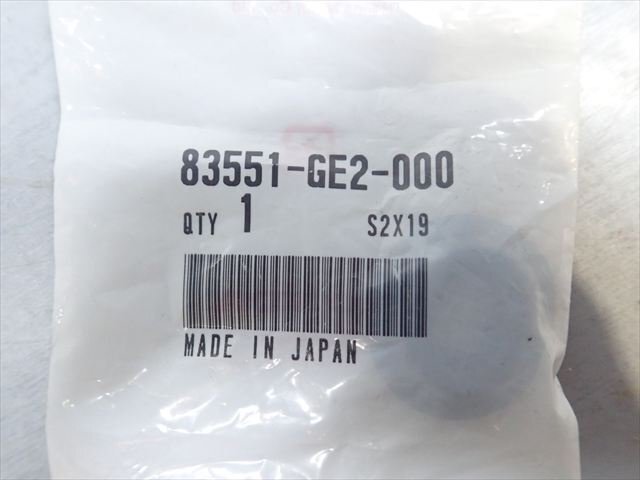 83551-GE2-000
QTY 1 S2X19
MADE IN JAPAN